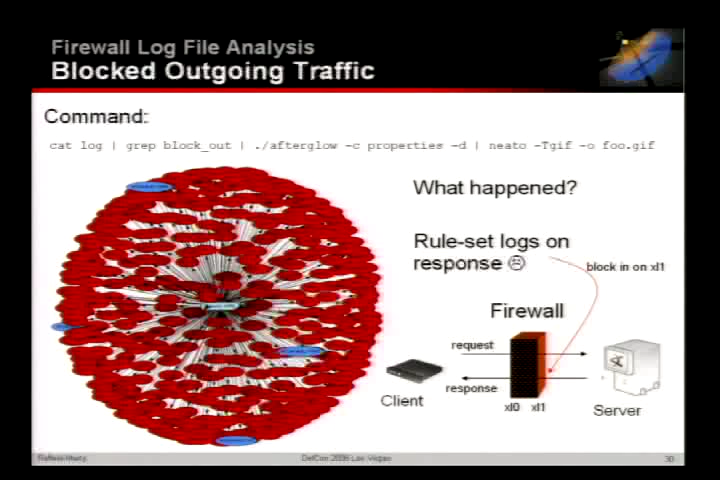 Firewall Log File Analysis
Blocked Outgoing Traffic
Command:
cat log | grep block_out | ./afterglow -c properties -d | neato -Tgif -o foo.gif
What happened?
Rule-set logs on
response ☹
block in on xl1
Firewall
request
response
Client
xl0 xl1
Server
DefCon 2006 Las Vegas
30